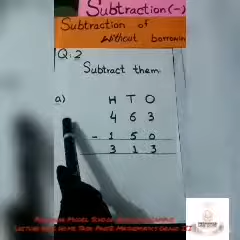 Subtraction(-)
Subtraction of
without borrowin
Q:2
Subtract them.
a) H T O
4 6 3
- 1 5 0
3 1 3